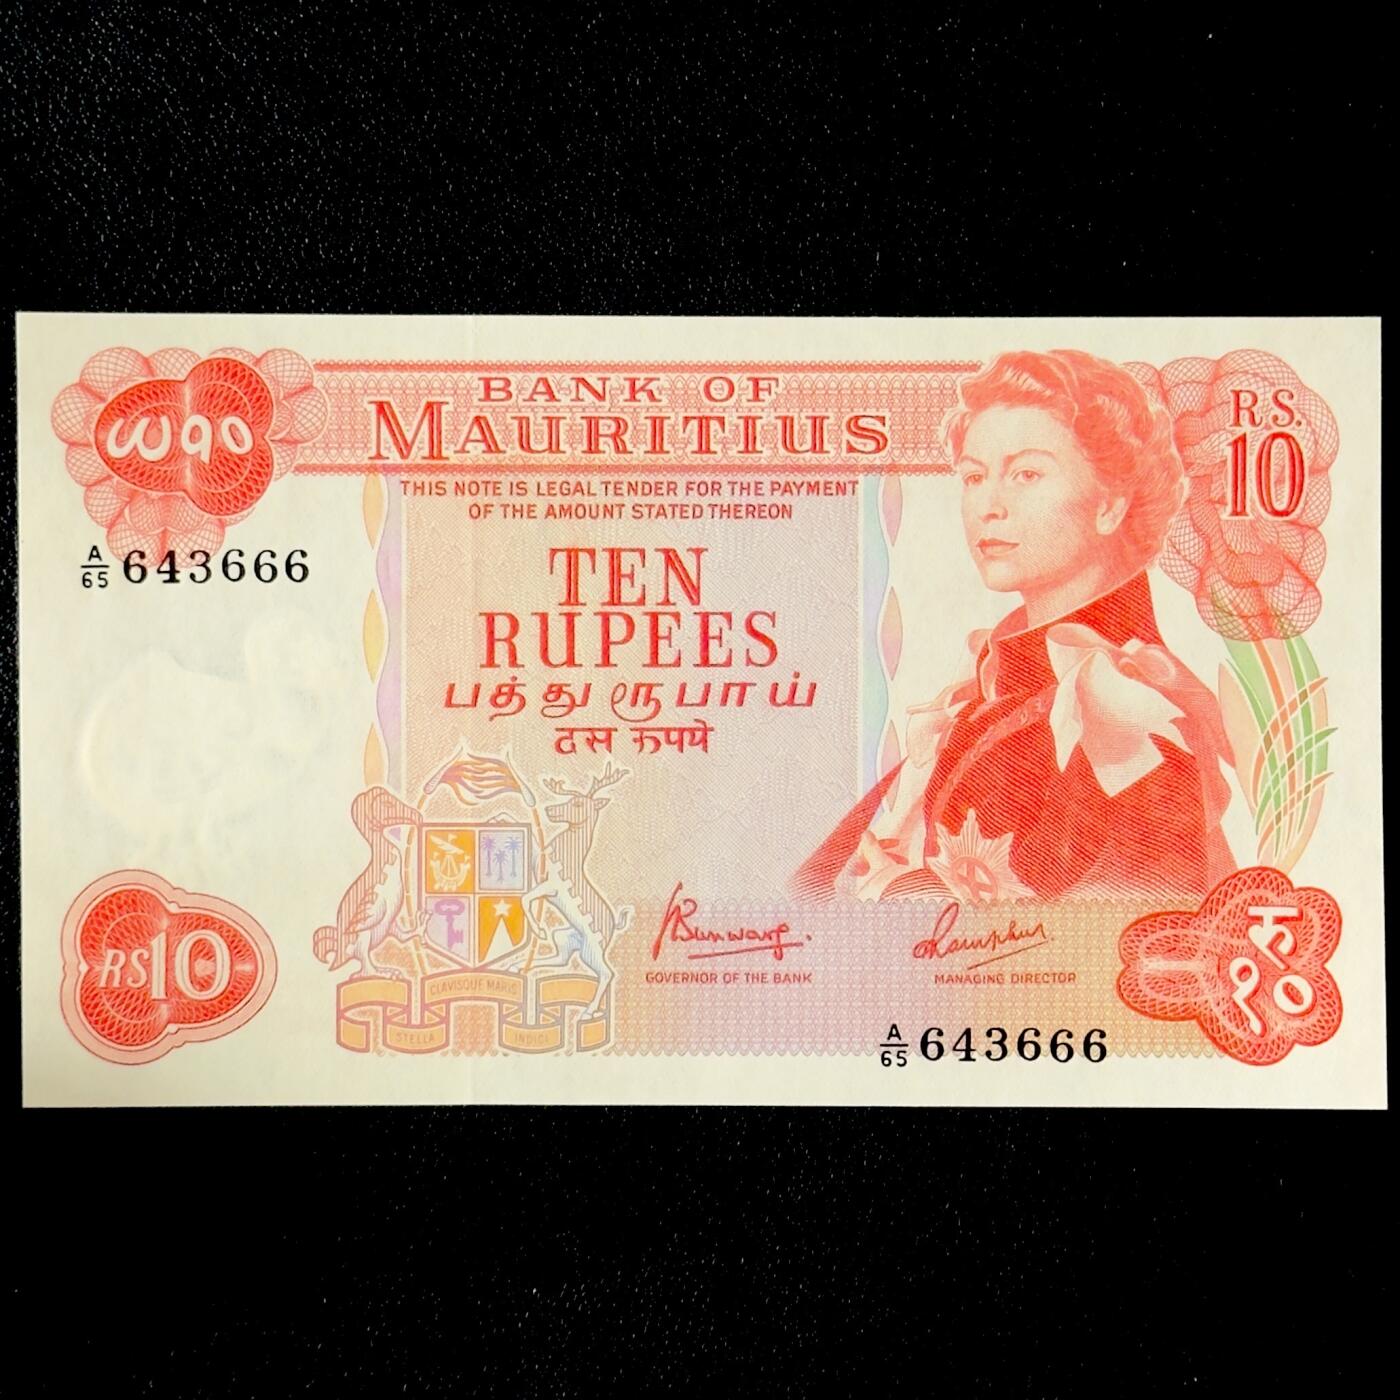 BANK OF
MAURITIUS
RS.
10
THIS NOTE IS LEGAL TENDER FOR THE PAYMENT
OF THE AMOUNT STATED THEREON
A/65 643666
TEN
RUPEES
பத்து ரூபாய்
दस रुपये
RS10
CLAVISQUE MARIS
STELLA INDICI
GOVERNOR OF THE BANK
MANAGING DIRECTOR
रु
१०
A/65 643666